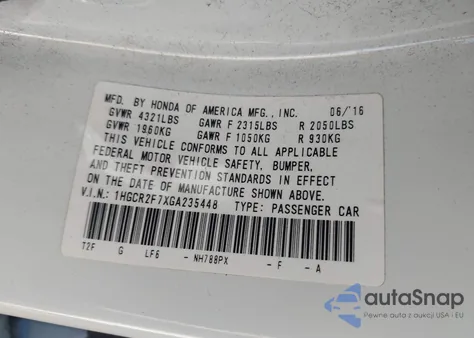 MFD. BY HONDA OF AMERICA MFG., INC. 06/16
GVWR 4321LBS GAWR F 2315LBS R 2050LBS
GVWR 1960KG GAWR F 1050KG R 930KG
THIS VEHICLE CONFORMS TO ALL APPLICABLE
FEDERAL MOTOR VEHICLE SAFETY, BUMPER,
AND THEFT PREVENTION STANDARDS IN EFFECT
ON THE DATE OF MANUFACTURE SHOWN ABOVE.
V.I.N.: 1HGCR2F7XGA235448 TYPE: PASSENGER CAR
T2F G LF6 - NH788PX - F - A
autoSnap
Pewne auta z aukcji USA i EU